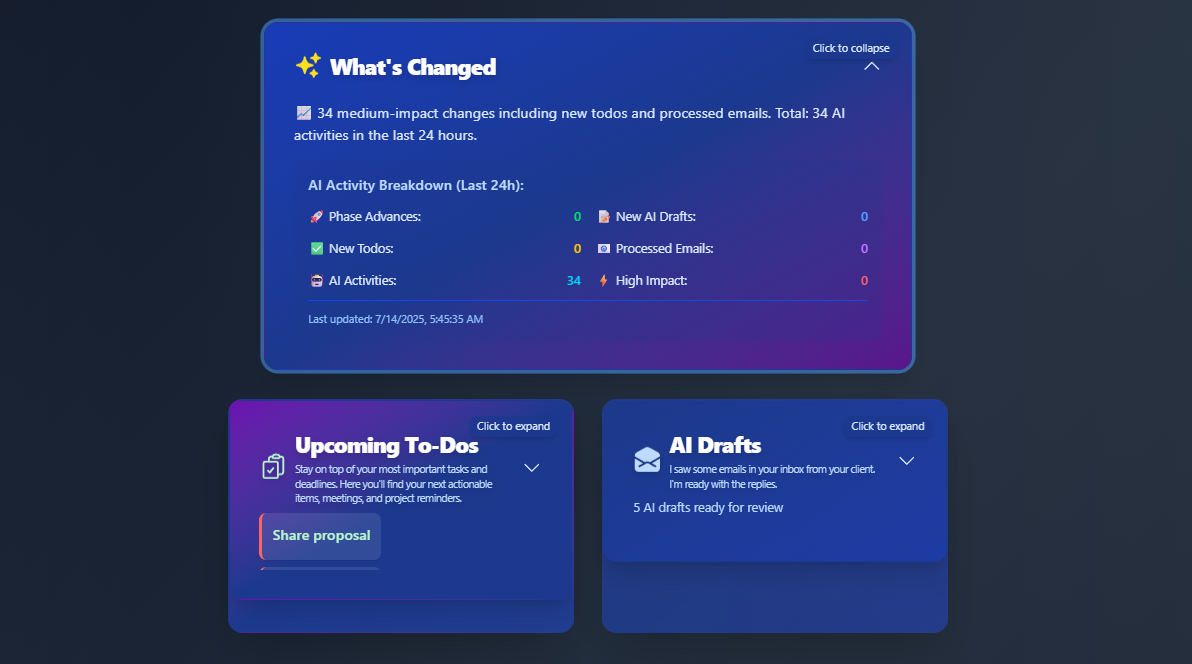 Click to collapse
What's Changed
34 medium-impact changes including new todos and processed emails. Total: 34 AI
activities in the last 24 hours.
AI Activity Breakdown (Last 24h):
Phase Advances: 0 New AI Drafts: 0
New Todos: 0 Processed Emails: 0
AI Activities: 34 High Impact: 0
Last updated: 7/14/2025, 5:45:35 AM
Click to expand
Upcoming To-Dos
Stay on top of your most important tasks and
deadlines. Here you'll find your next actionable
items, meetings, and project reminders.
Share proposal
Click to expand
AI Drafts
I saw some emails in your inbox from your client.
I'm ready with the replies.
5 AI drafts ready for review